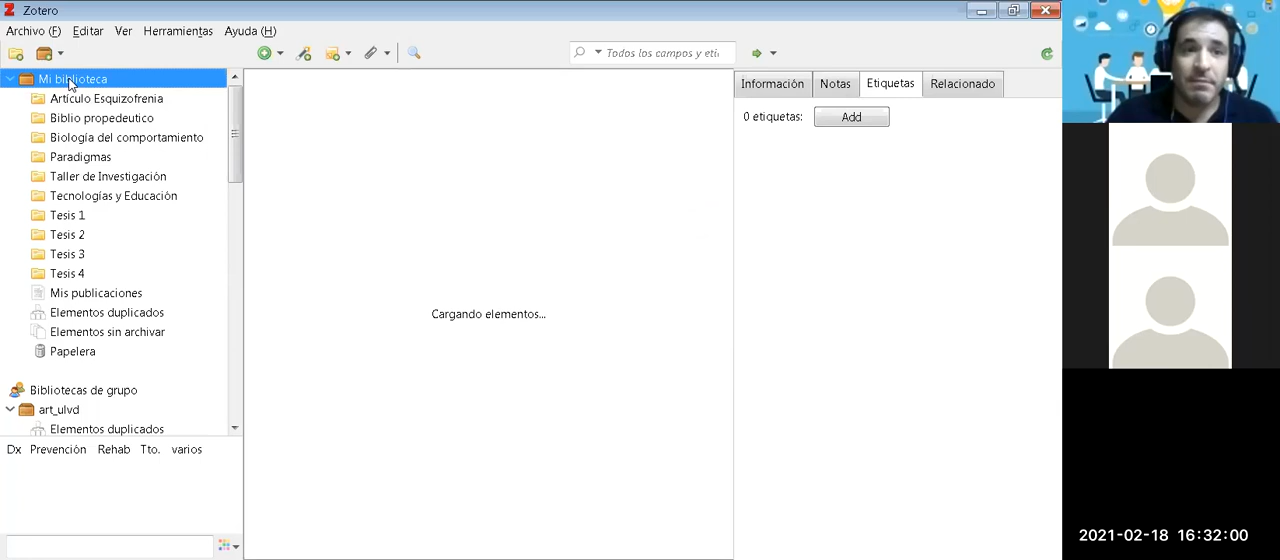 Zotero
Archivo (F) Editar Ver Herramientas Ayuda (H)
Todos los campos y eti
Mi biblioteca
Artículo Esquizofrenia
Biblio propedeutico
Biología del comportamiento
Paradigmas
Taller de Investigación
Tecnologías y Educación
Tesis 1
Tesis 2
Tesis 3
Tesis 4
Mis publicaciones
Elementos duplicados
Elementos sin archivar
Papelera
Bibliotecas de grupo
art_ulvd
Elementos duplicados
Dx Prevención Rehab Tto. varios
Cargando elementos...
Información Notas Etiquetas Relacionado
0 etiquetas: Add
2021-02-18 16:32:00